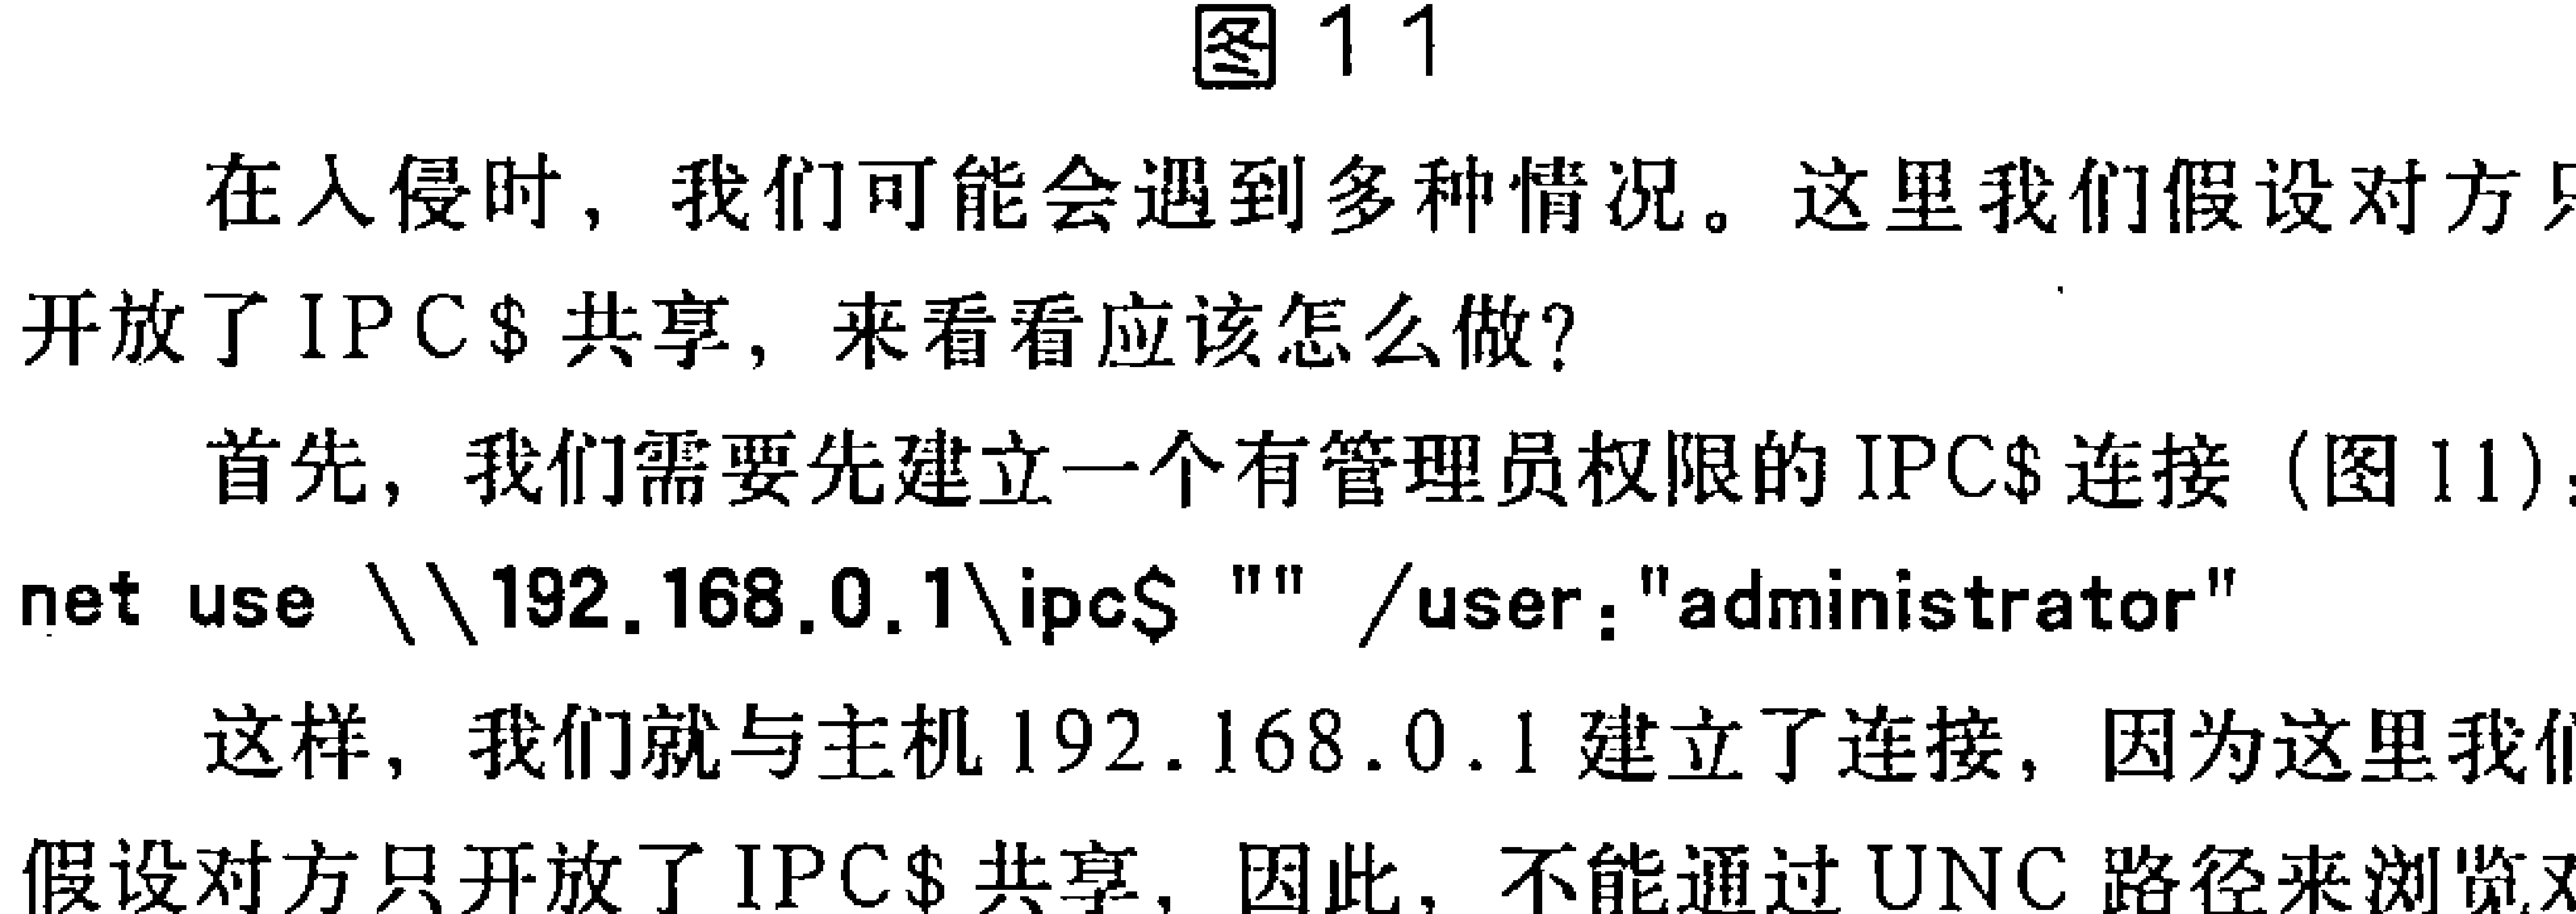 图11
在入侵时，我们可能会遇到多种情况。这里我们假设对方只
开放了IPC$共享，来看看应该怎么做？
首先，我们需要先建立一个有管理员权限的IPC$连接（图11）：
net use \\192.168.0.1\ipc$ "" /user:"administrator"
这样，我们就与主机192.168.0.1建立了连接，因为这里我们
假设对方只开放了IPC$共享，因此，不能通过UNC路径来浏览对